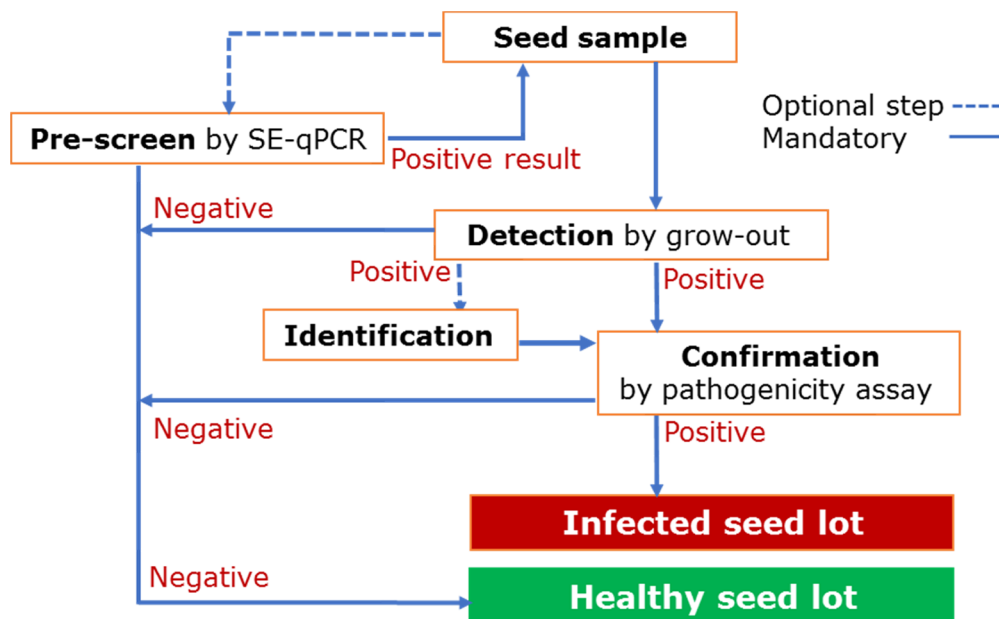 Seed sample
Optional step
Mandatory
Pre-screen by SE-qPCR
Positive result
Negative
Detection by grow-out
Positive
Positive
Identification
Confirmation
by pathogenicity assay
Negative
Positive
Infected seed lot
Negative
Healthy seed lot